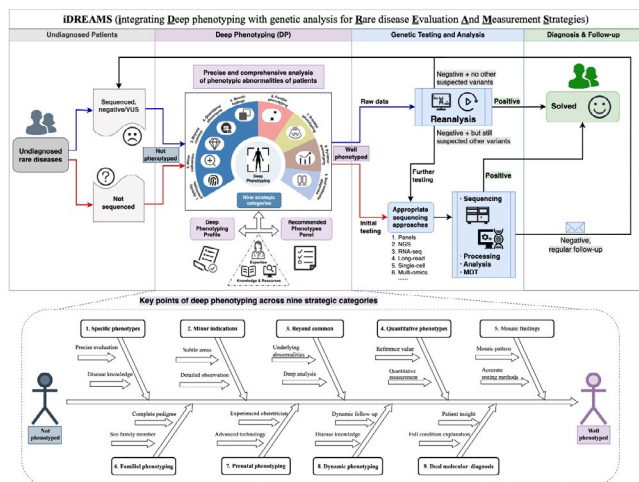 iDREAMS (integrating Deep phenotyping with genetic analysis for Rare disease Evaluation And Measurement Strategies)
Undiagnosed Patients
Deep Phenotyping (DP)
Genetic Testing and Analysis
Diagnosis & Follow-up
Undiagnosed
rare diseases
Sequenced,
negative/VUS
Not
sequenced
Not
phenotyped
Precise and comprehensive analysis
of phenotypic abnormalities of patients
Deep
Phenotyping
Nine strategic
categories
Deep
Phenotyping
Profile
Recommended
Phenotypes
Panel
Expertise
Knowledge & Resources
Well
phenotyped
Raw data
Initial
testing
Negative + no other
suspected variants
Reanalysis
Negative + but still
suspected other variants
Further
testing
Appropriate
sequencing
approaches
1. Panels
2. NGS
3. RNA-seq
4. Long-read
5. Single-cell
6. Multi-omics
Positive
Positive
• Sequencing
• Processing
• Analysis
• MDT
Solved
Negative,
regular follow-up
Key points of deep phenotyping across nine strategic categories
1. Specific phenotypes
2. Minor indications
3. Beyond common
4. Quantitative phenotypes
5. Mosaic findings
Precise evaluation
Disease knowledge
Subtle areas
Detailed observation
Underlying
abnormalities
Deep analysis
Reference value
Quantitative
measurement
Mosaic pattern
Accurate
testing methods
Not
phenotyped
Well
phenotyped
Complete pedigree
See family member
Experienced obstetrician
Advanced technology
Dynamic follow-up
Disease knowledge
Patient insight
Full condition explanation
6. Familial phenotyping
7. Prenatal phenotyping
8. Dynamic phenotyping
9. Dual molecular diagnosis